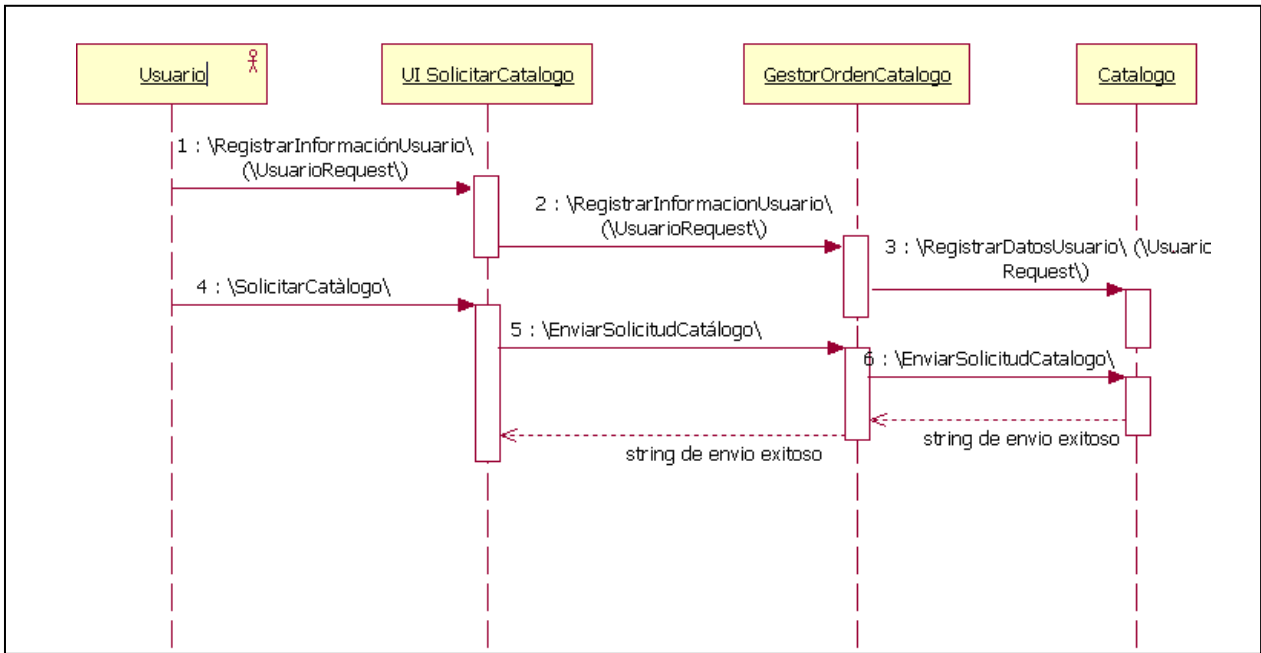 Usuario
UI SolicitarCatalogo
GestorOrdenCatalogo
Catalogo
1 : \RegistrarInformaciónUsuario\
(\UsuarioRequest\)
2 : \RegistrarInformacionUsuario\
(\UsuarioRequest\)
3 : \RegistrarDatosUsuario\ (\Usuario
Request\)
4 : \SolicitarCatàlogo\
5 : \EnviarSolicitudCatálogo\
6 : \EnviarSolicitudCatalogo\
string de envio exitoso
string de envio exitoso